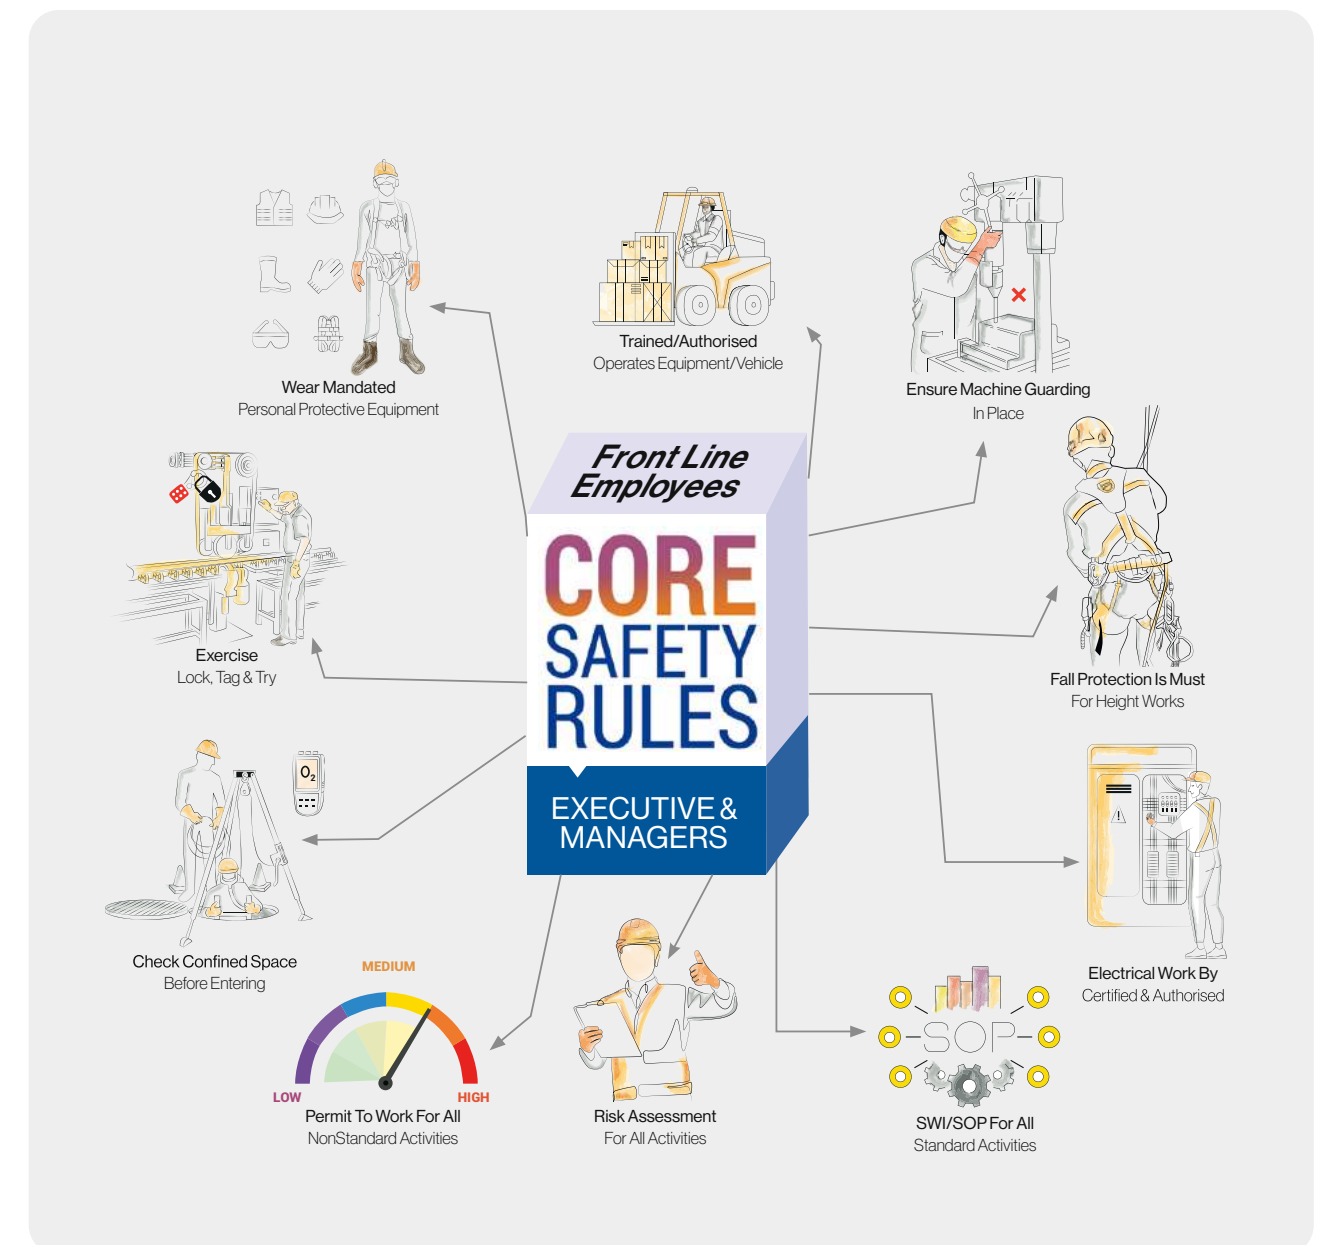 Wear Mandated
Personal Protective Equipment
Trained/Authorised
Operates Equipment/Vehicle
Ensure Machine Guarding
In Place
Exercise
Lock, Tag & Try
Front Line
Employees
CORE
SAFETY
RULES
EXECUTIVE &
MANAGERS
Fall Protection Is Must
For Height Works
O2
Check Confined Space
Before Entering
Electrical Work By
Certified & Authorised
MEDIUM
LOW
HIGH
Permit To Work For All
NonStandard Activities
Risk Assessment
For All Activities
SOP
SWI/SOP For All
Standard Activities